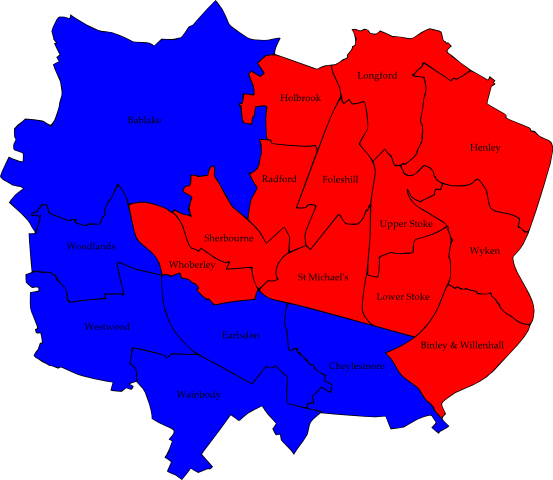 Longford
Holbrook
Bablake
Henley
Radford
Foleshill
Upper Stoke
Sherbourne
Woodlands
Wyken
Whoberley
St Michael's
Lower Stoke
Westwood
Earlsdon
Binley & Willenhall
Cheylesmore
Wainbody